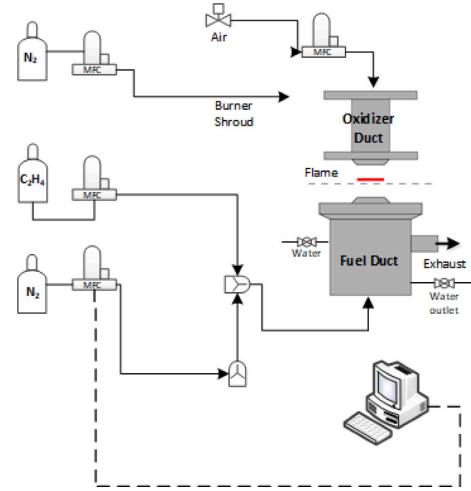 Air
N₂
MFC
MFC
Burner
Shroud
Oxidizer
Duct
Flame
C₂H₄
MFC
Water
Fuel Duct
Exhaust
N₂
MFC
Water
outlet